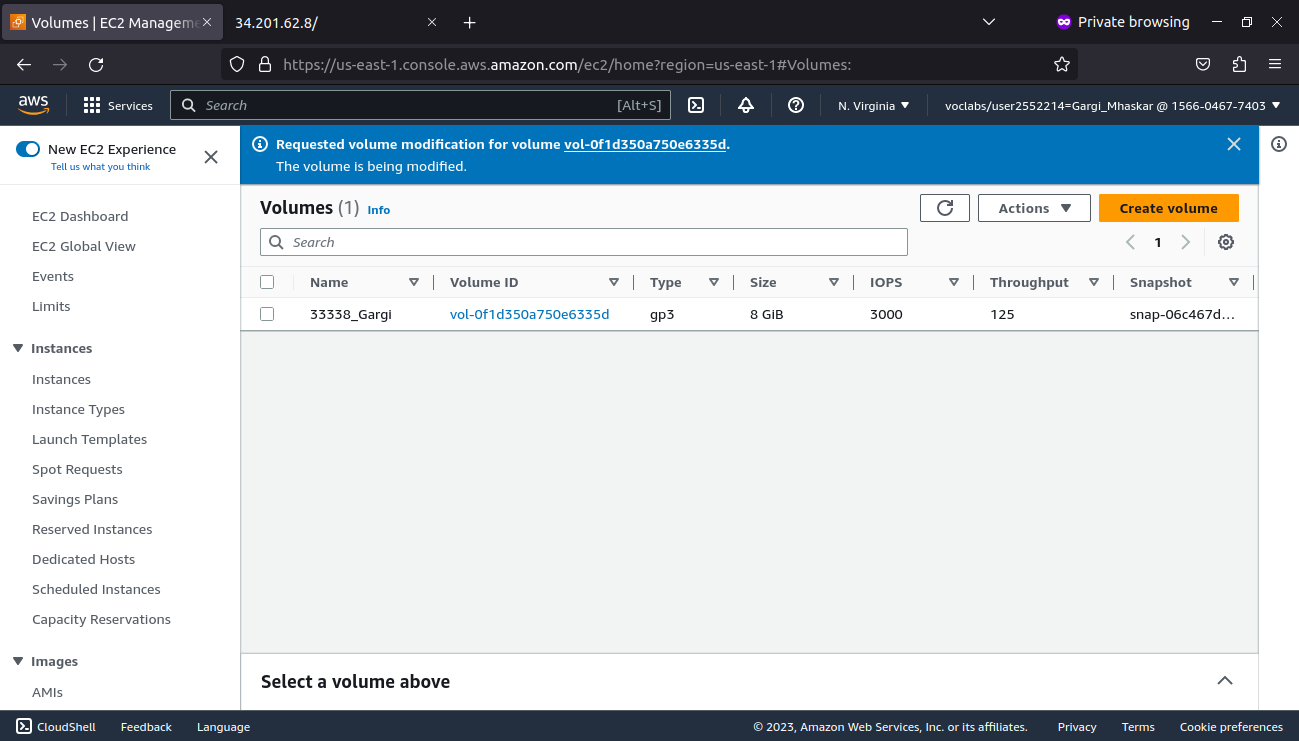 Volumes | EC2 Managem
34.201.62.8/
Private browsing
https://us-east-1.console.aws.amazon.com/ec2/home?region=us-east-1#Volumes:
aws
Services
Search
[Alt+S]
N. Virginia
voclabs/user2552214=Gargi_Mhaskar @ 1566-0467-7403
New EC2 Experience
Tell us what you think
EC2 Dashboard
EC2 Global View
Events
Limits
Instances
Instances
Instance Types
Launch Templates
Spot Requests
Savings Plans
Reserved Instances
Dedicated Hosts
Scheduled Instances
Capacity Reservations
Images
AMIs
Requested volume modification for volume vol-0f1d350a750e6335d.
The volume is being modified.
Volumes (1) Info
Actions
Create volume
Search
1
Name Volume ID Type Size IOPS Throughput Snapshot
33338_Gargi vol-0f1d350a750e6335d gp3 8 GiB 3000 125 snap-06c467d...
Select a volume above
CloudShell Feedback Language © 2023, Amazon Web Services, Inc. or its affiliates. Privacy Terms Cookie preferences